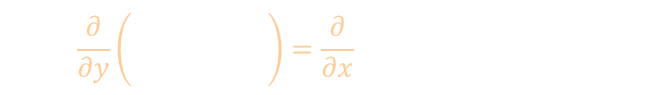 ∂/∂y ( ) = ∂/∂x